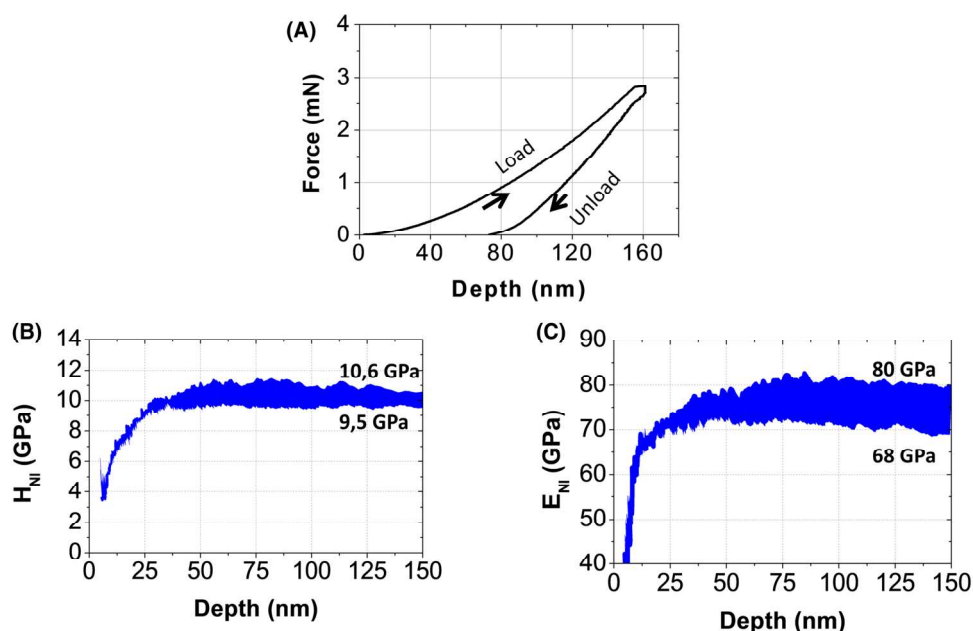 (A)
4
3
2
1
0
Force (mN)
Load
Unload
0 40 80 120 160
Depth (nm)
(B)
14
12
10
8
6
4
2
0
H_NI (GPa)
10,6 GPa
9,5 GPa
0 25 50 75 100 125 150
Depth (nm)
(C)
90
80
70
60
50
40
E_NI (GPa)
80 GPa
68 GPa
0 25 50 75 100 125 150
Depth (nm)